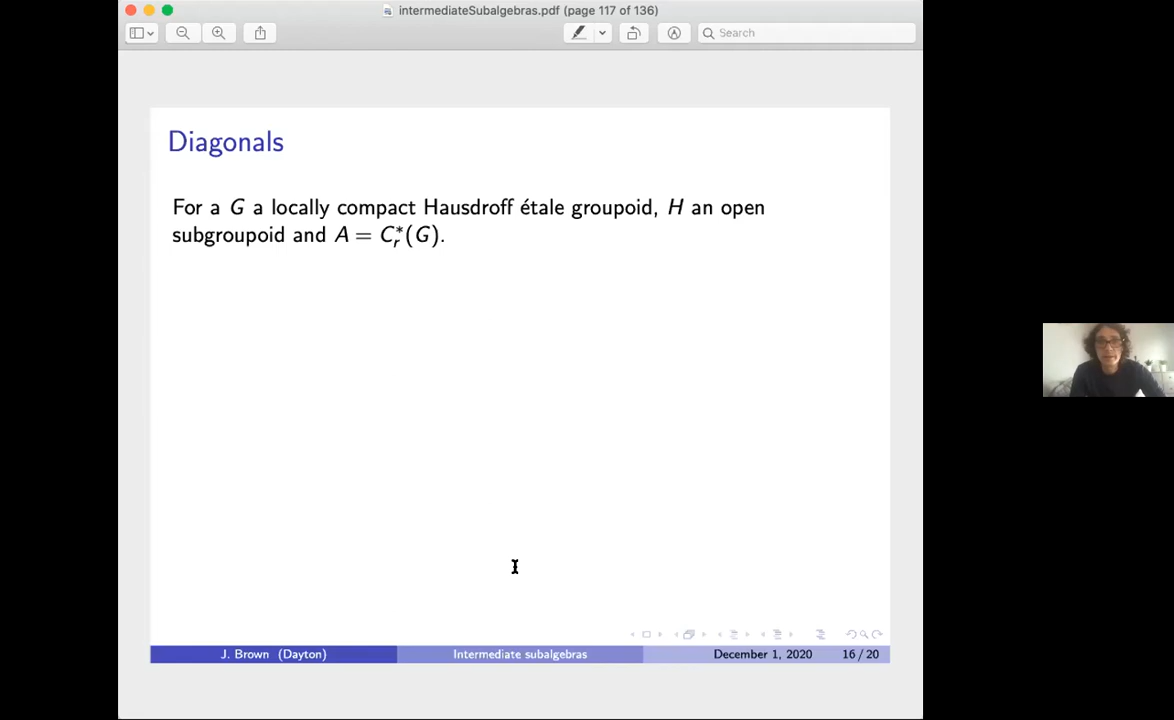 intermediateSubalgebras.pdf (page 117 of 136)
Search
Diagonals
For a G a locally compact Hausdroff étale groupoid, H an open
subgroupoid and A = C*r(G).
J. Brown (Dayton) Intermediate subalgebras December 1, 2020 16 / 20